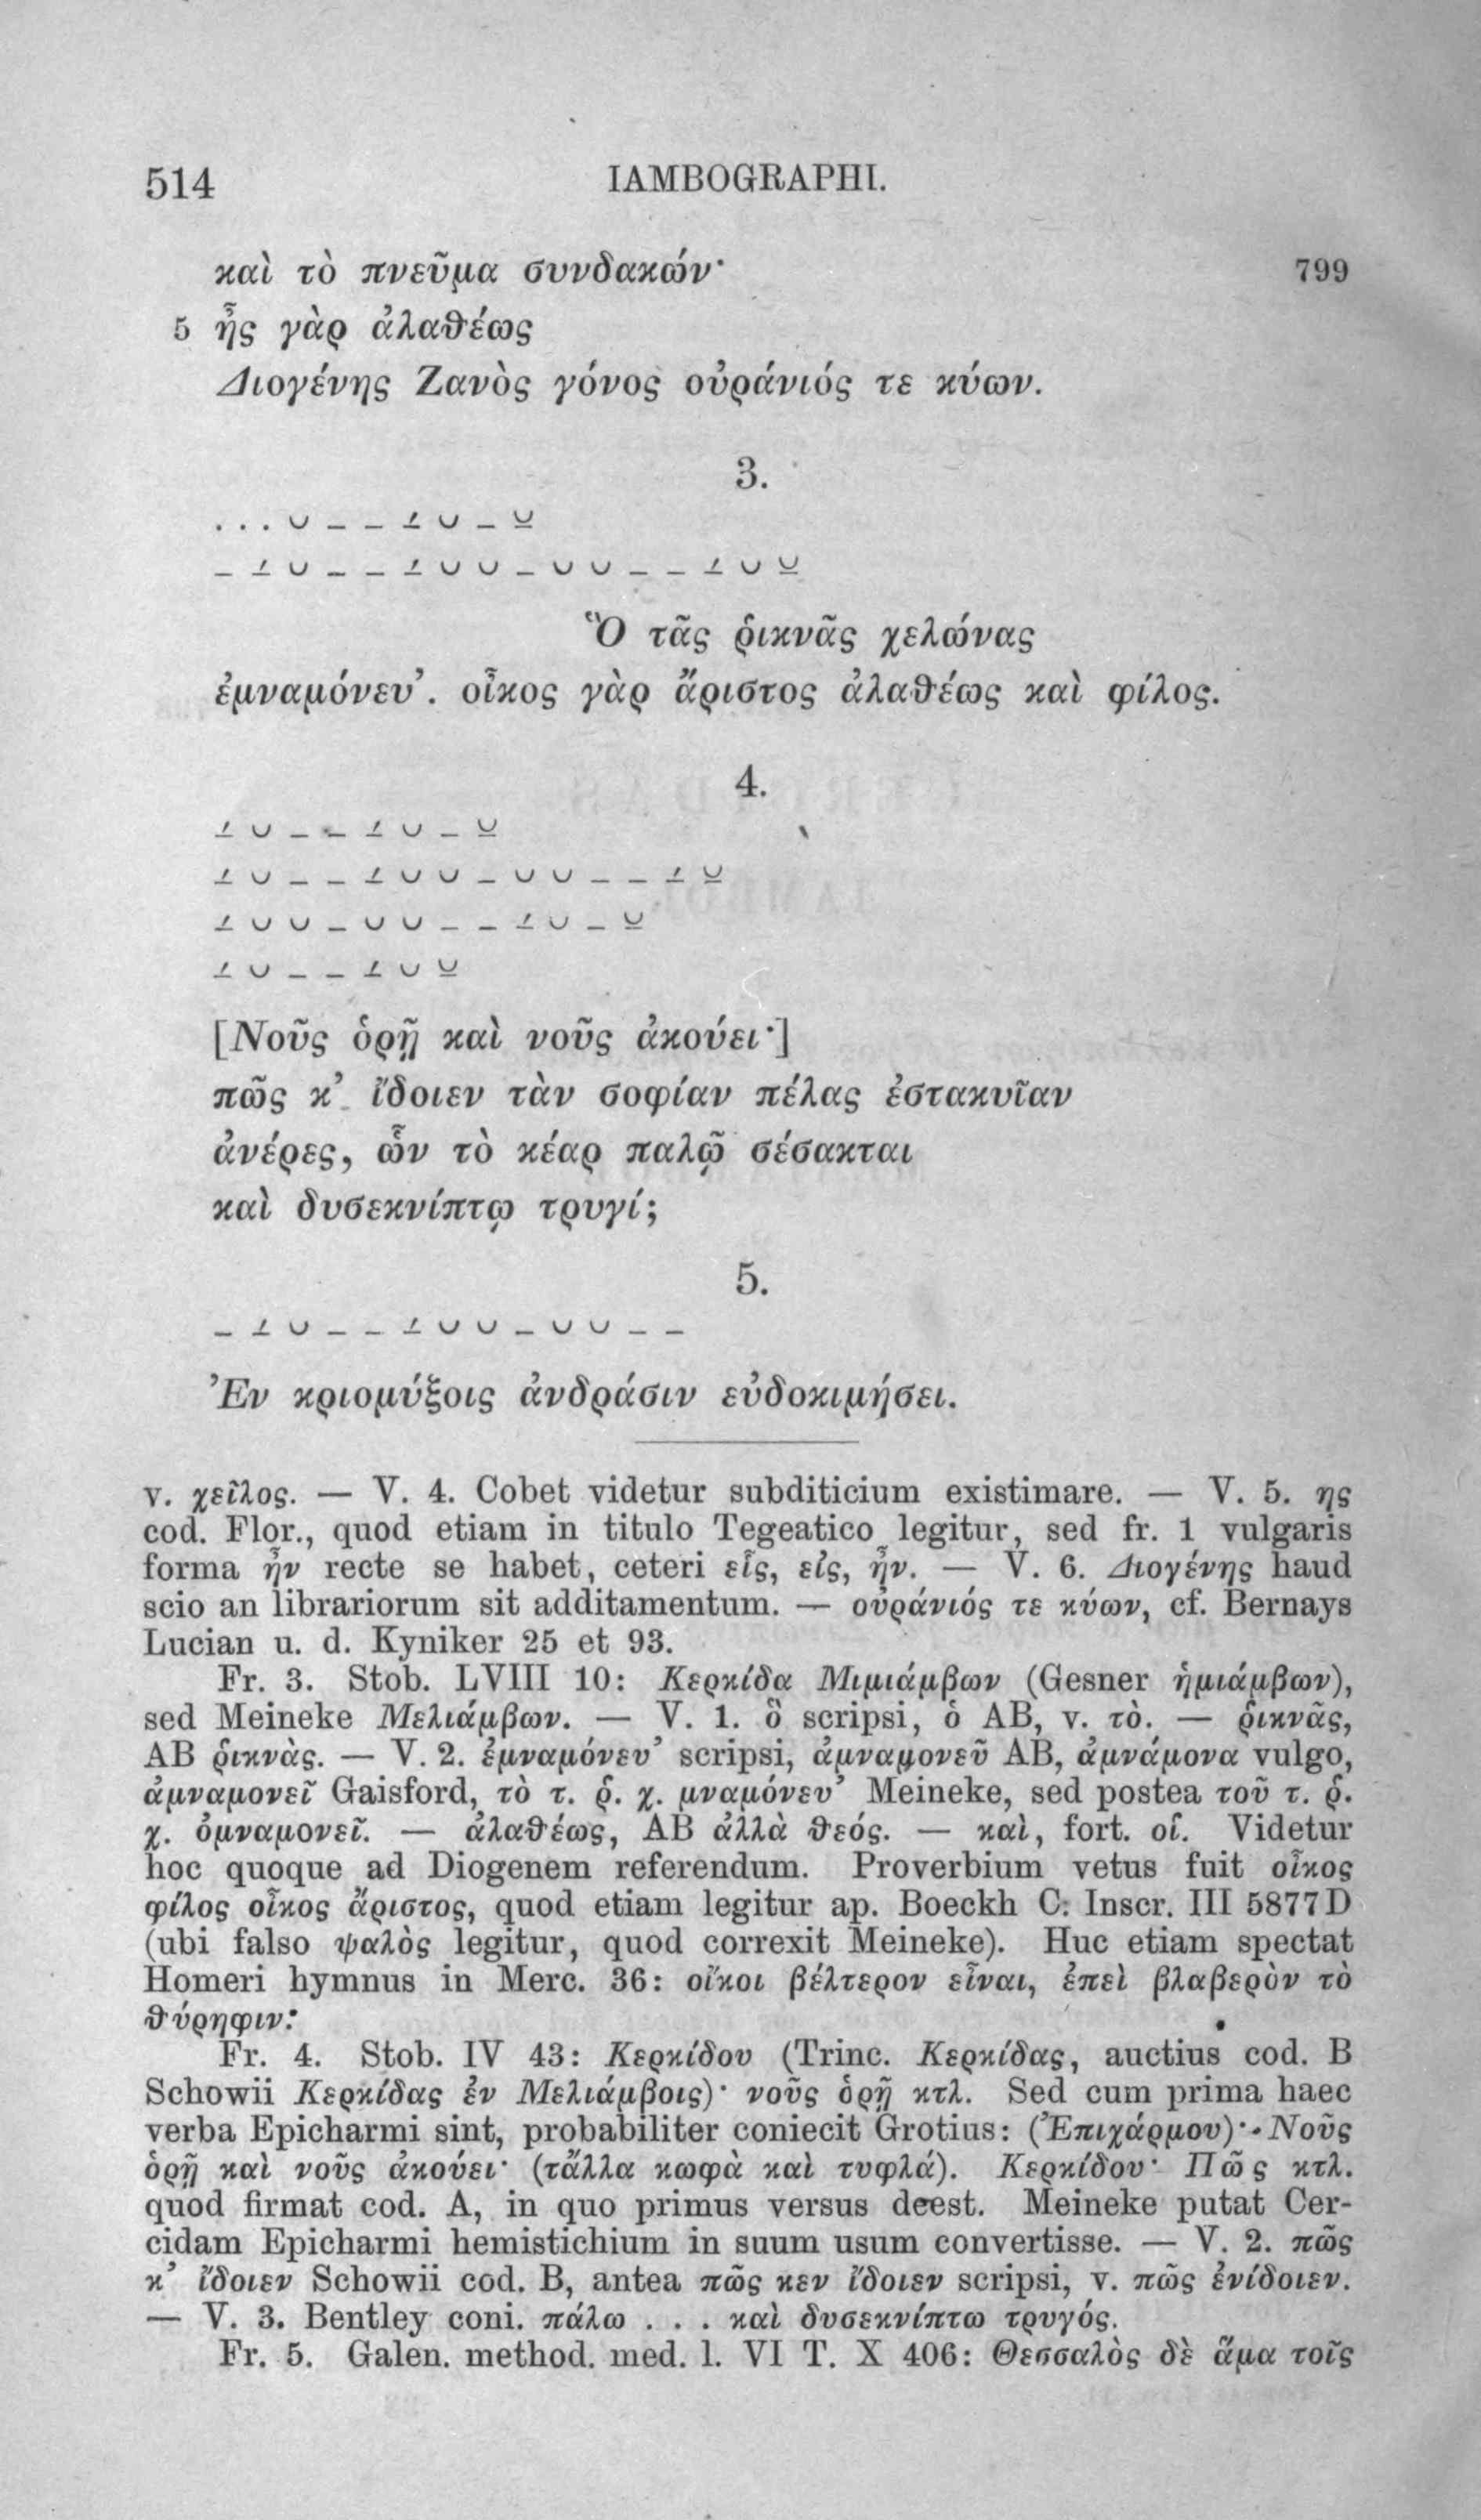 514 IAMBOGRAPHI.
καὶ τὸ πνεῦμα συνδακών· 799
5 ἦς γὰρ ἀλαθέως
Διογένης Ζανὸς γόνος οὐράνιός τε κύων.
3.
. . . ∪ – – –́ ∪ – ⏓
– –́ ∪ – – –́ ∪ ∪ – ∪ ∪ – – –́ ∪ ⏓
Ὃ τᾶς ῥικνᾶς χελώνας
ἐμναμόνευ’. οἶκος γὰρ ἄριστος ἀλαθέως καὶ φίλος.
4.
–́ ∪ – – –́ ∪ – ⏓
–́ ∪ – – –́ ∪ ∪ – ∪ ∪ – – –́ ⏓
–́ ∪ ∪ – ∪ ∪ – – –́ ∪ – ⏓
–́ ∪ – – –́ ∪ ⏓
[Νοῦς ὁρῇ καὶ νοῦς ἀκούει·]
πῶς κ’ ἴδοιεν τὰν σοφίαν πέλας ἑστακυῖαν
ἀνέρες, ὧν τὸ κέαρ παλῷ σέσακται
καὶ δυσεκνίπτῳ τρυγί;
5.
– –́ ∪ – – –́ ∪ ∪ – ∪ ∪ – –
Ἐν κριομύξοις ἀνδράσιν εὐδοκιμήσει.
v. χεῖλος. — V. 4. Cobet videtur subditicium existimare. — V. 5. ης
cod. Flor., quod etiam in titulo Tegeatico legitur, sed fr. 1 vulgaris
forma ἦν recte se habet, ceteri εἶς, εἰς, ἦν. — V. 6. Διογένης haud
scio an librariorum sit additamentum. — οὐράνιός τε κύων, cf. Bernays
Lucian u. d. Kyniker 25 et 93.
Fr. 3. Stob. LVIII 10: Κερκίδα Μιμιάμβων (Gesner ἡμιάμβων),
sed Meineke Μελιάμβων. — V. 1. ὃ scripsi, ὁ AB, v. τὸ. — ῥικνᾶς,
AB ῥικνὰς. — V. 2. ἐμναμόνευ’ scripsi, ἀμναμονεῦ AB, ἀμνάμονα vulgo,
ἀμναμονεῖ Gaisford, τὸ τ. ῥ. χ. μναμόνευ’ Meineke, sed postea τοῦ τ. ῥ.
χ. ὀμναμονεῖ. — ἀλαθέως, AB ἀλλὰ θεός. — καὶ, fort. οἷ. Videtur
hoc quoque ad Diogenem referendum. Proverbium vetus fuit οἶκος
φίλος οἶκος ἄριστος, quod etiam legitur ap. Boeckh C. Inscr. III 5877D
(ubi falso ψαλὸς legitur, quod correxit Meineke). Huc etiam spectat
Homeri hymnus in Merc. 36: οἴκοι βέλτερον εἶναι, ἐπεὶ βλαβερὸν τὸ
θύρηφιν.
Fr. 4. Stob. IV 43: Κερκίδου (Trinc. Κερκίδας, auctius cod. B
Schowii Κερκίδας ἐν Μελιάμβοις)· νοῦς ὁρῇ κτλ. Sed cum prima haec
verba Epicharmi sint, probabiliter coniecit Grotius: (Ἐπιχάρμου)· Νοῦς
ὁρῇ καὶ νοῦς ἀκούει· (τἄλλα κωφὰ καὶ τυφλά). Κερκίδου· Πῶς κτλ.
quod firmat cod. A, in quo primus versus deest. Meineke putat Cer-
cidam Epicharmi hemistichium in suum usum convertisse. — V. 2. πῶς
κ’ ἴδοιεν Schowii cod. B, antea πῶς κεν ἴδοιεν scripsi, v. πῶς ἐνίδοιεν.
— V. 3. Bentley coni. πάλω . . . καὶ δυσεκνίπτω τρυγός.
Fr. 5. Galen. method. med. l. VI T. X 406: Θεσσαλὸς δὲ ἅμα τοῖς